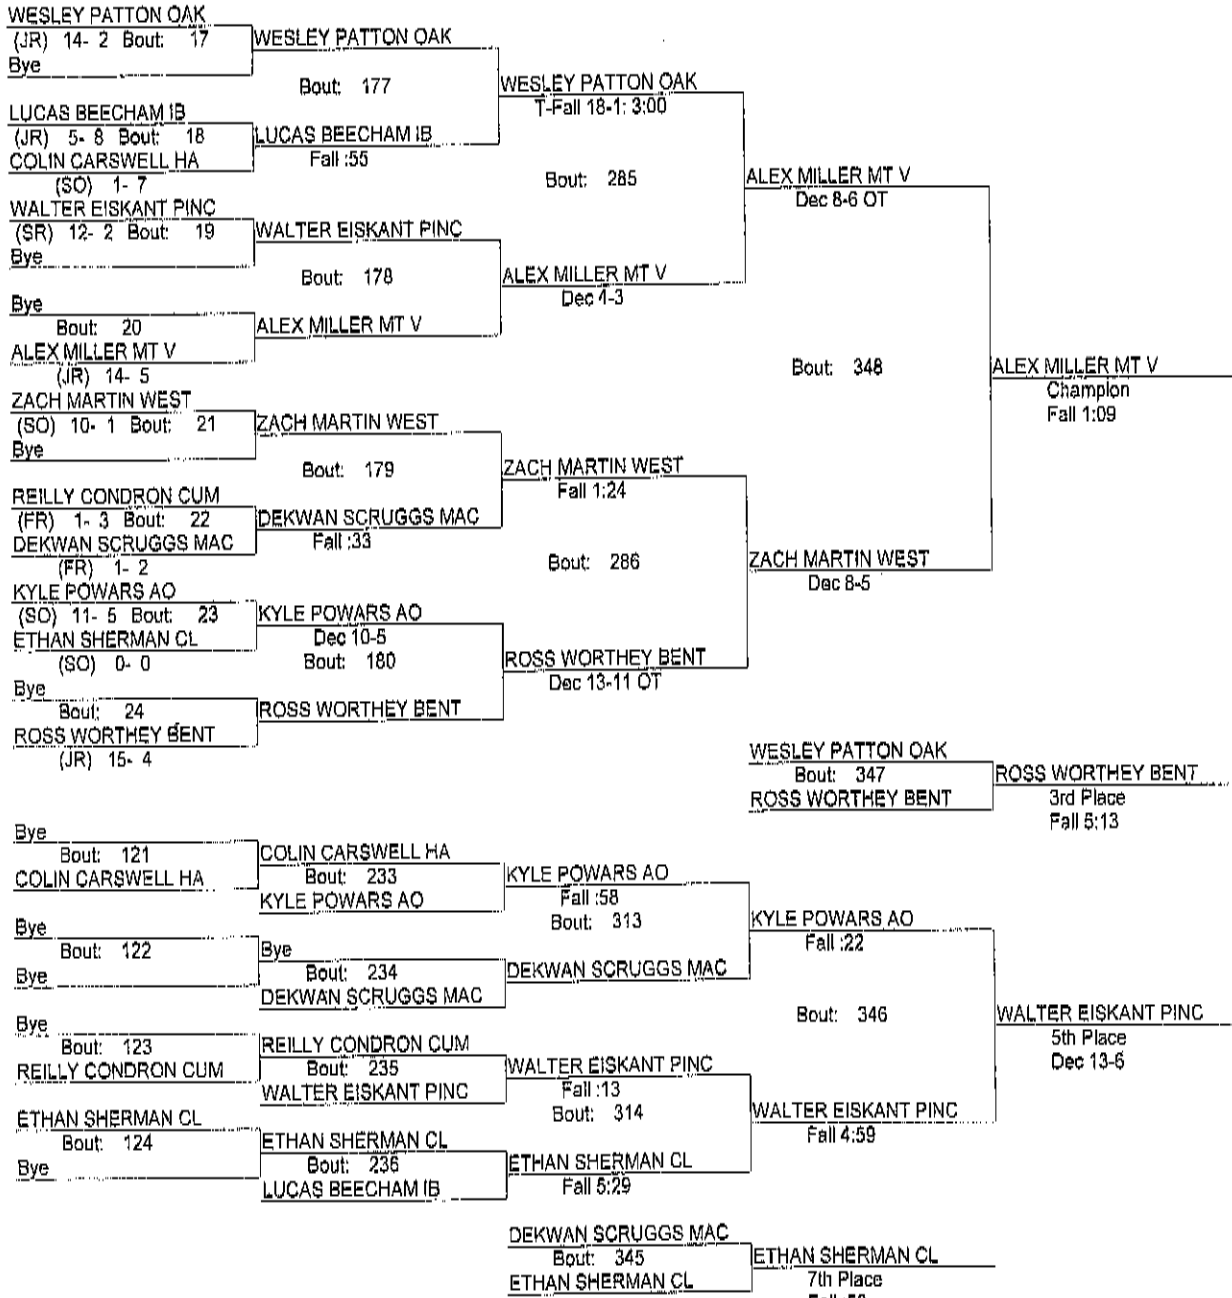 WESLEY PATTON OAK
(JR) 14- 2 Bout: 17
Bye
WESLEY PATTON OAK
Bout: 177
LUCAS BEECHAM IB
(JR) 5- 8 Bout: 18
COLIN CARSWELL HA
(SO) 1- 7
LUCAS BEECHAM IB
Fall :55
WESLEY PATTON OAK
T-Fall 18-1: 3:00
Bout: 285
WALTER EISKANT PINC
(SR) 12- 2 Bout: 19
Bye
WALTER EISKANT PINC
Bout: 178
Bye
Bout: 20
ALEX MILLER MT V
(JR) 14- 5
ALEX MILLER MT V
ALEX MILLER MT V
Dec 4-3
ALEX MILLER MT V
Dec 8-6 OT
Bout: 348
ALEX MILLER MT V
Champion
Fall 1:09
ZACH MARTIN WEST
(SO) 10- 1 Bout: 21
Bye
ZACH MARTIN WEST
Bout: 179
REILLY CONDRON CUM
(FR) 1- 3 Bout: 22
DEKWAN SCRUGGS MAC
(FR) 1- 2
DEKWAN SCRUGGS MAC
Fall :33
ZACH MARTIN WEST
Fall 1:24
Bout: 286
ZACH MARTIN WEST
Dec 8-5
KYLE POWARS AO
(SO) 11- 5 Bout: 23
ETHAN SHERMAN CL
(SO) 0- 0
KYLE POWARS AO
Dec 10-5
Bout: 180
Bye
Bout: 24
ROSS WORTHEY BENT
(JR) 15- 4
ROSS WORTHEY BENT
ROSS WORTHEY BENT
Dec 13-11 OT
WESLEY PATTON OAK
Bout: 347
ROSS WORTHEY BENT
ROSS WORTHEY BENT
3rd Place
Fall 5:13
Bye
Bout: 121
COLIN CARSWELL HA
COLIN CARSWELL HA
Bout: 233
KYLE POWARS AO
KYLE POWARS AO
Fall :58
Bout: 313
Bye
Bout: 122
Bye
Bye
Bout: 234
DEKWAN SCRUGGS MAC
DEKWAN SCRUGGS MAC
KYLE POWARS AO
Fall :22
Bout: 346
WALTER EISKANT PINC
5th Place
Dec 13-6
Bye
Bout: 123
REILLY CONDRON CUM
REILLY CONDRON CUM
Bout: 235
WALTER EISKANT PINC
WALTER EISKANT PINC
Fall :13
Bout: 314
WALTER EISKANT PINC
Fall 4:59
ETHAN SHERMAN CL
Bout: 124
Bye
ETHAN SHERMAN CL
Bout: 236
LUCAS BEECHAM IB
ETHAN SHERMAN CL
Fall 5:29
DEKWAN SCRUGGS MAC
Bout: 345
ETHAN SHERMAN CL
ETHAN SHERMAN CL
7th Place